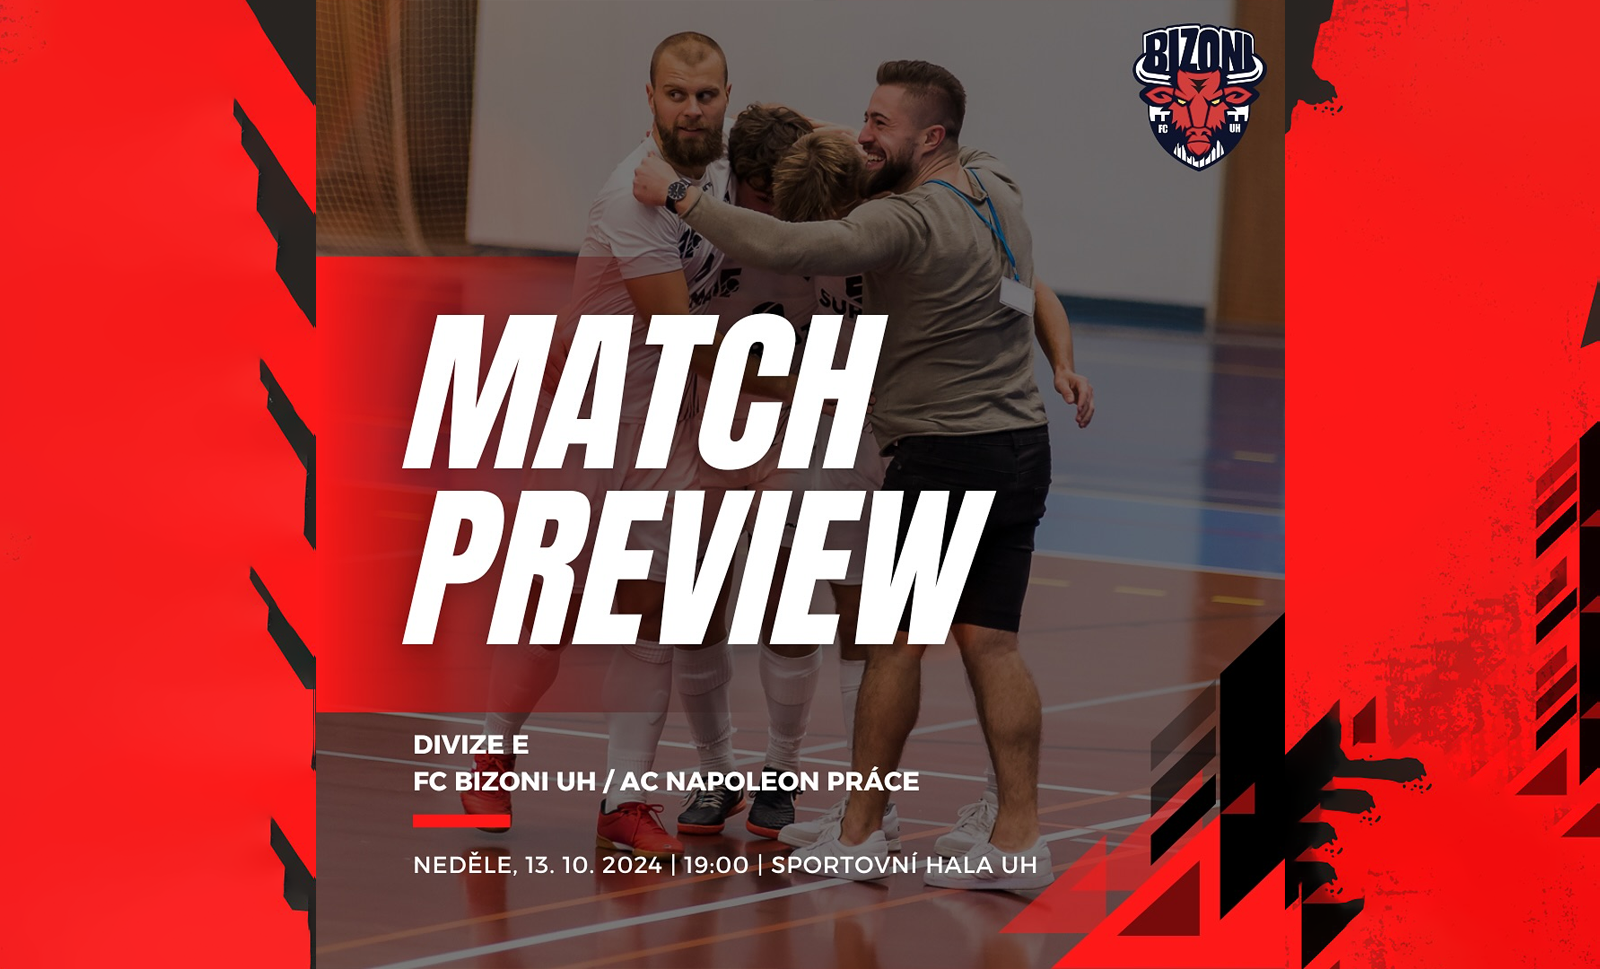 BIZONI
FC UH
MATCH
PREVIEW
DIVIZE E
FC BIZONI UH / AC NAPOLEON PRÁCE
NEDĚLE, 13. 10. 2024 | 19:00 | SPORTOVNÍ HALA UH